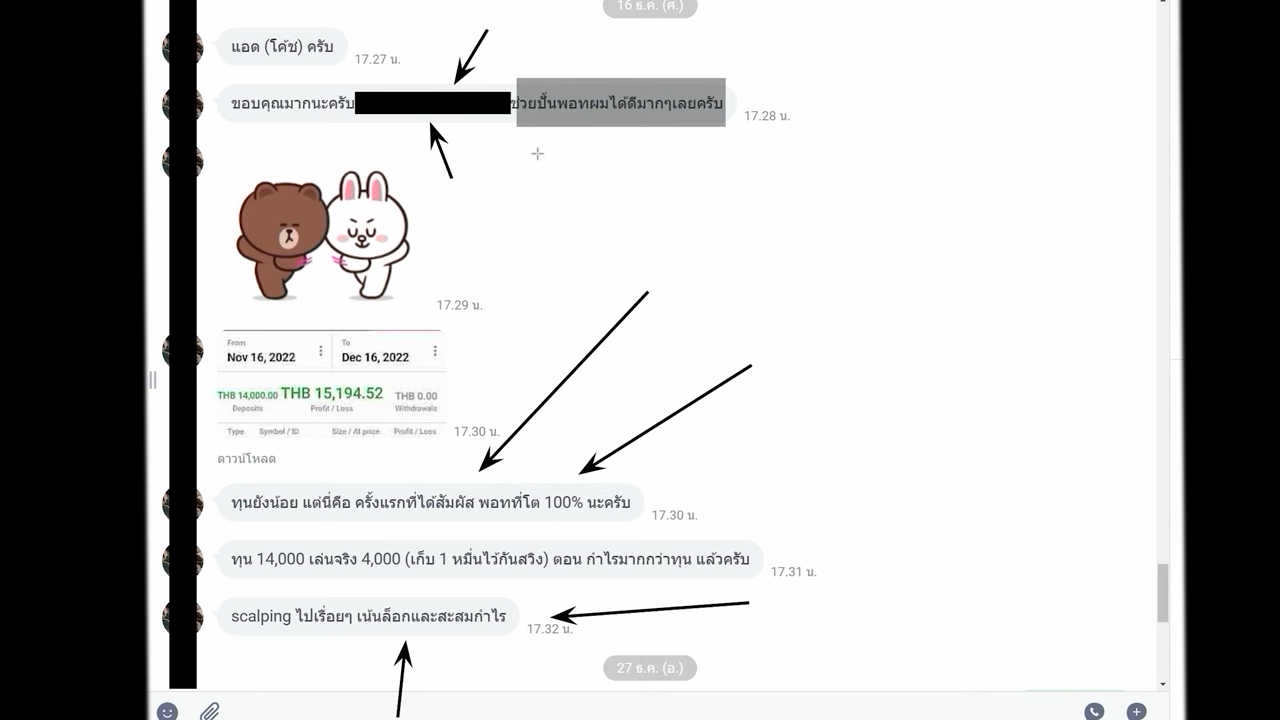 16 ธ.ค. (ศ.)
แอด (โค้ช) ครับ
17.27 น.
ขอบคุณมากนะครับ ช่วยปั้นพอทผมได้ดีมากๆเลยครับ
17.28 น.
17.29 น.
From To
Nov 16, 2022 Dec 16, 2022
THB 14,000.00 THB 15,194.52 THB 0.00
Deposits Profit / Loss Withdrawals
Type Symbol / ID Size / At price Profit / Loss
17.30 น.
ดาวน์โหลด
ทุนยังน้อย แต่นี่คือ ครั้งแรกที่ได้สัมผัส พอทที่โต 100% นะครับ
17.30 น.
ทุน 14,000 เล่นจริง 4,000 (เก็บ 1 หมื่นไว้กันสวิง) ตอน กำไรมากกว่าทุน แล้วครับ
17.31 น.
scalping ไปเรื่อยๆ เน้นล็อกและสะสมกำไร
17.32 น.
27 ธ.ค. (อ.)